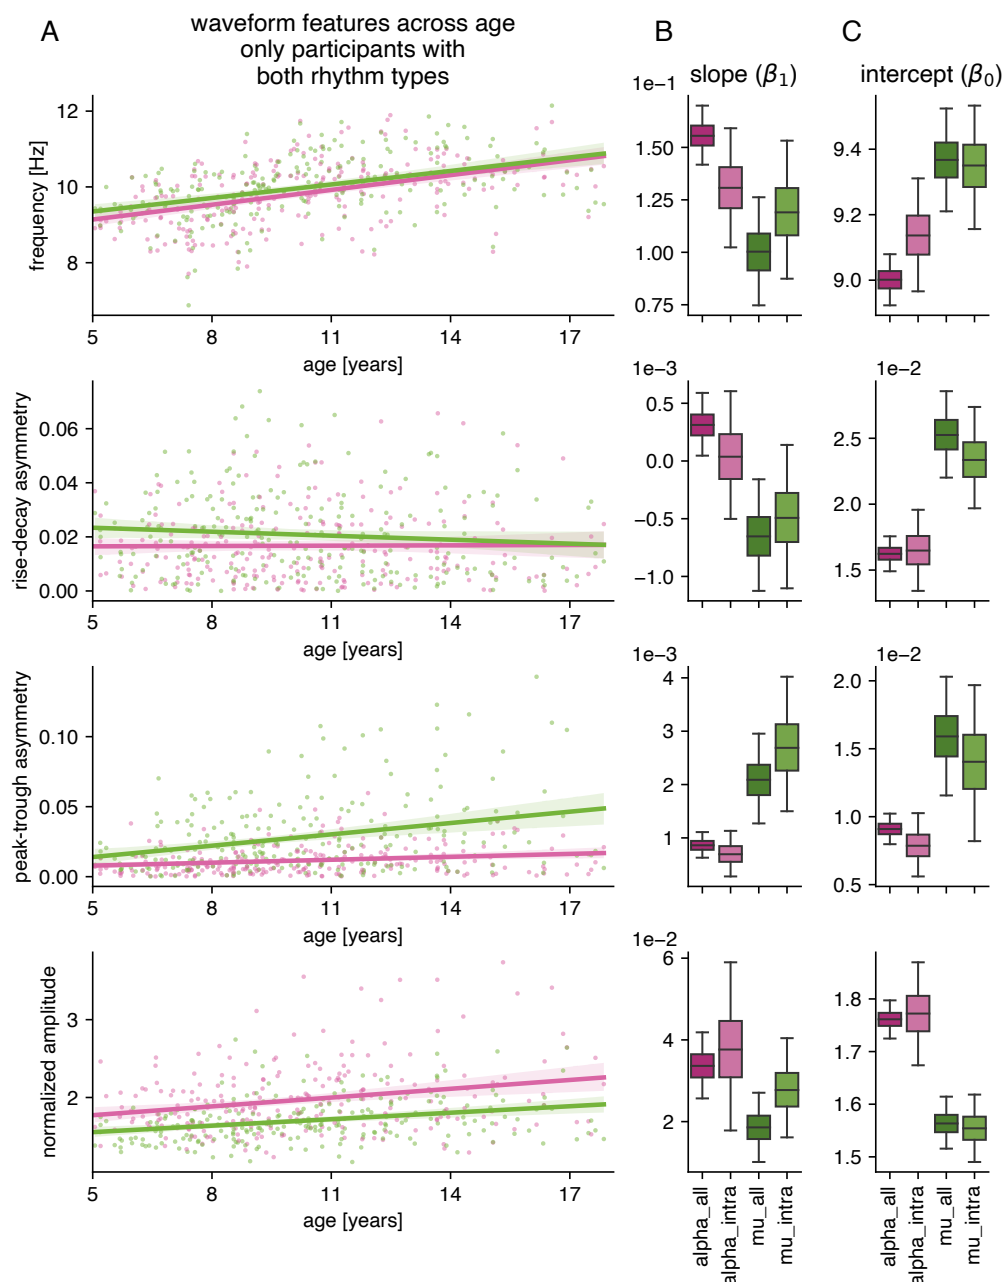 A
waveform features across age
only participants with
both rhythm types
B
slope (β₁)
C
intercept (β₀)
frequency [Hz]
12
10
8
5
8
11
14
17
age [years]
1e−1
1.50
1.25
1.00
0.75
9.4
9.2
9.0
rise-decay asymmetry
0.06
0.04
0.02
0.00
5
8
11
14
17
age [years]
1e−3
0.5
0.0
−0.5
−1.0
1e−2
2.5
2.0
1.5
peak-trough asymmetry
0.10
0.05
0.00
5
8
11
14
17
age [years]
1e−3
4
3
2
1
1e−2
2.0
1.5
1.0
0.5
normalized amplitude
3
2
5
8
11
14
17
age [years]
1e−2
6
4
2
alpha_all
alpha_intra
mu_all
mu_intra
1.8
1.7
1.6
1.5
alpha_all
alpha_intra
mu_all
mu_intra